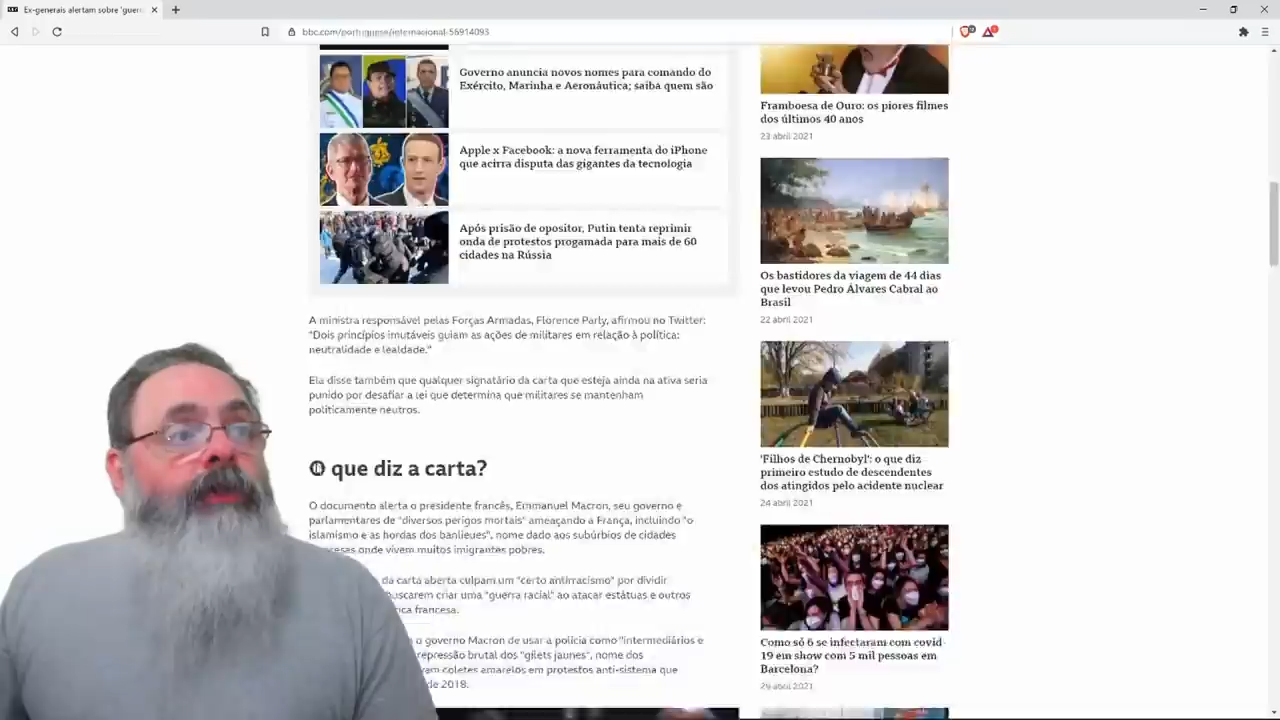 Ex-generais alertam sobre 'guerr
bbc.com/portuguese/internacional-56914093
Governo anuncia novos nomes para comando do
Exército, Marinha e Aeronáutica; saiba quem são
Apple x Facebook: a nova ferramenta do iPhone
que acirra disputa das gigantes da tecnologia
Após prisão de opositor, Putin tenta reprimir
onda de protestos progamada para mais de 60
cidades na Rússia
A ministra responsável pelas Forças Armadas, Florence Parly, afirmou no Twitter:
"Dois princípios imutáveis guiam as ações de militares em relação à política:
neutralidade e lealdade."
Ela disse também que qualquer signatário da carta que esteja ainda na ativa seria
punido por desafiar a lei que determina que militares se mantenham
politicamente neutros.
O que diz a carta?
O documento alerta o presidente francês, Emmanuel Macron, seu governo e
parlamentares de "diversos perigos mortais" ameaçando a França, incluindo "o
islamismo e as hordas dos banlieues", nome dado aos subúrbios de cidades
onde vivem muitos imigrantes pobres.
da carta aberta culpam um "certo antirracismo" por dividir
buscarem criar uma "guerra racial" ao atacar estátuas e outros
francesa.
o governo Macron de usar a polícia como "intermediários e
repressão brutal dos "gilets jaunes", nome dos
coletes amarelos em protestos anti-sistema que
de 2018.
Framboesa de Ouro: os piores filmes
dos últimos 40 anos
23 abril 2021
Os bastidores da viagem de 44 dias
que levou Pedro Álvares Cabral ao
Brasil
22 abril 2021
'Filhos de Chernobyl': o que diz
primeiro estudo de descendentes
dos atingidos pelo acidente nuclear
24 abril 2021
Como só 6 se infectaram com covid-
19 em show com 5 mil pessoas em
Barcelona?
29 abril 2021